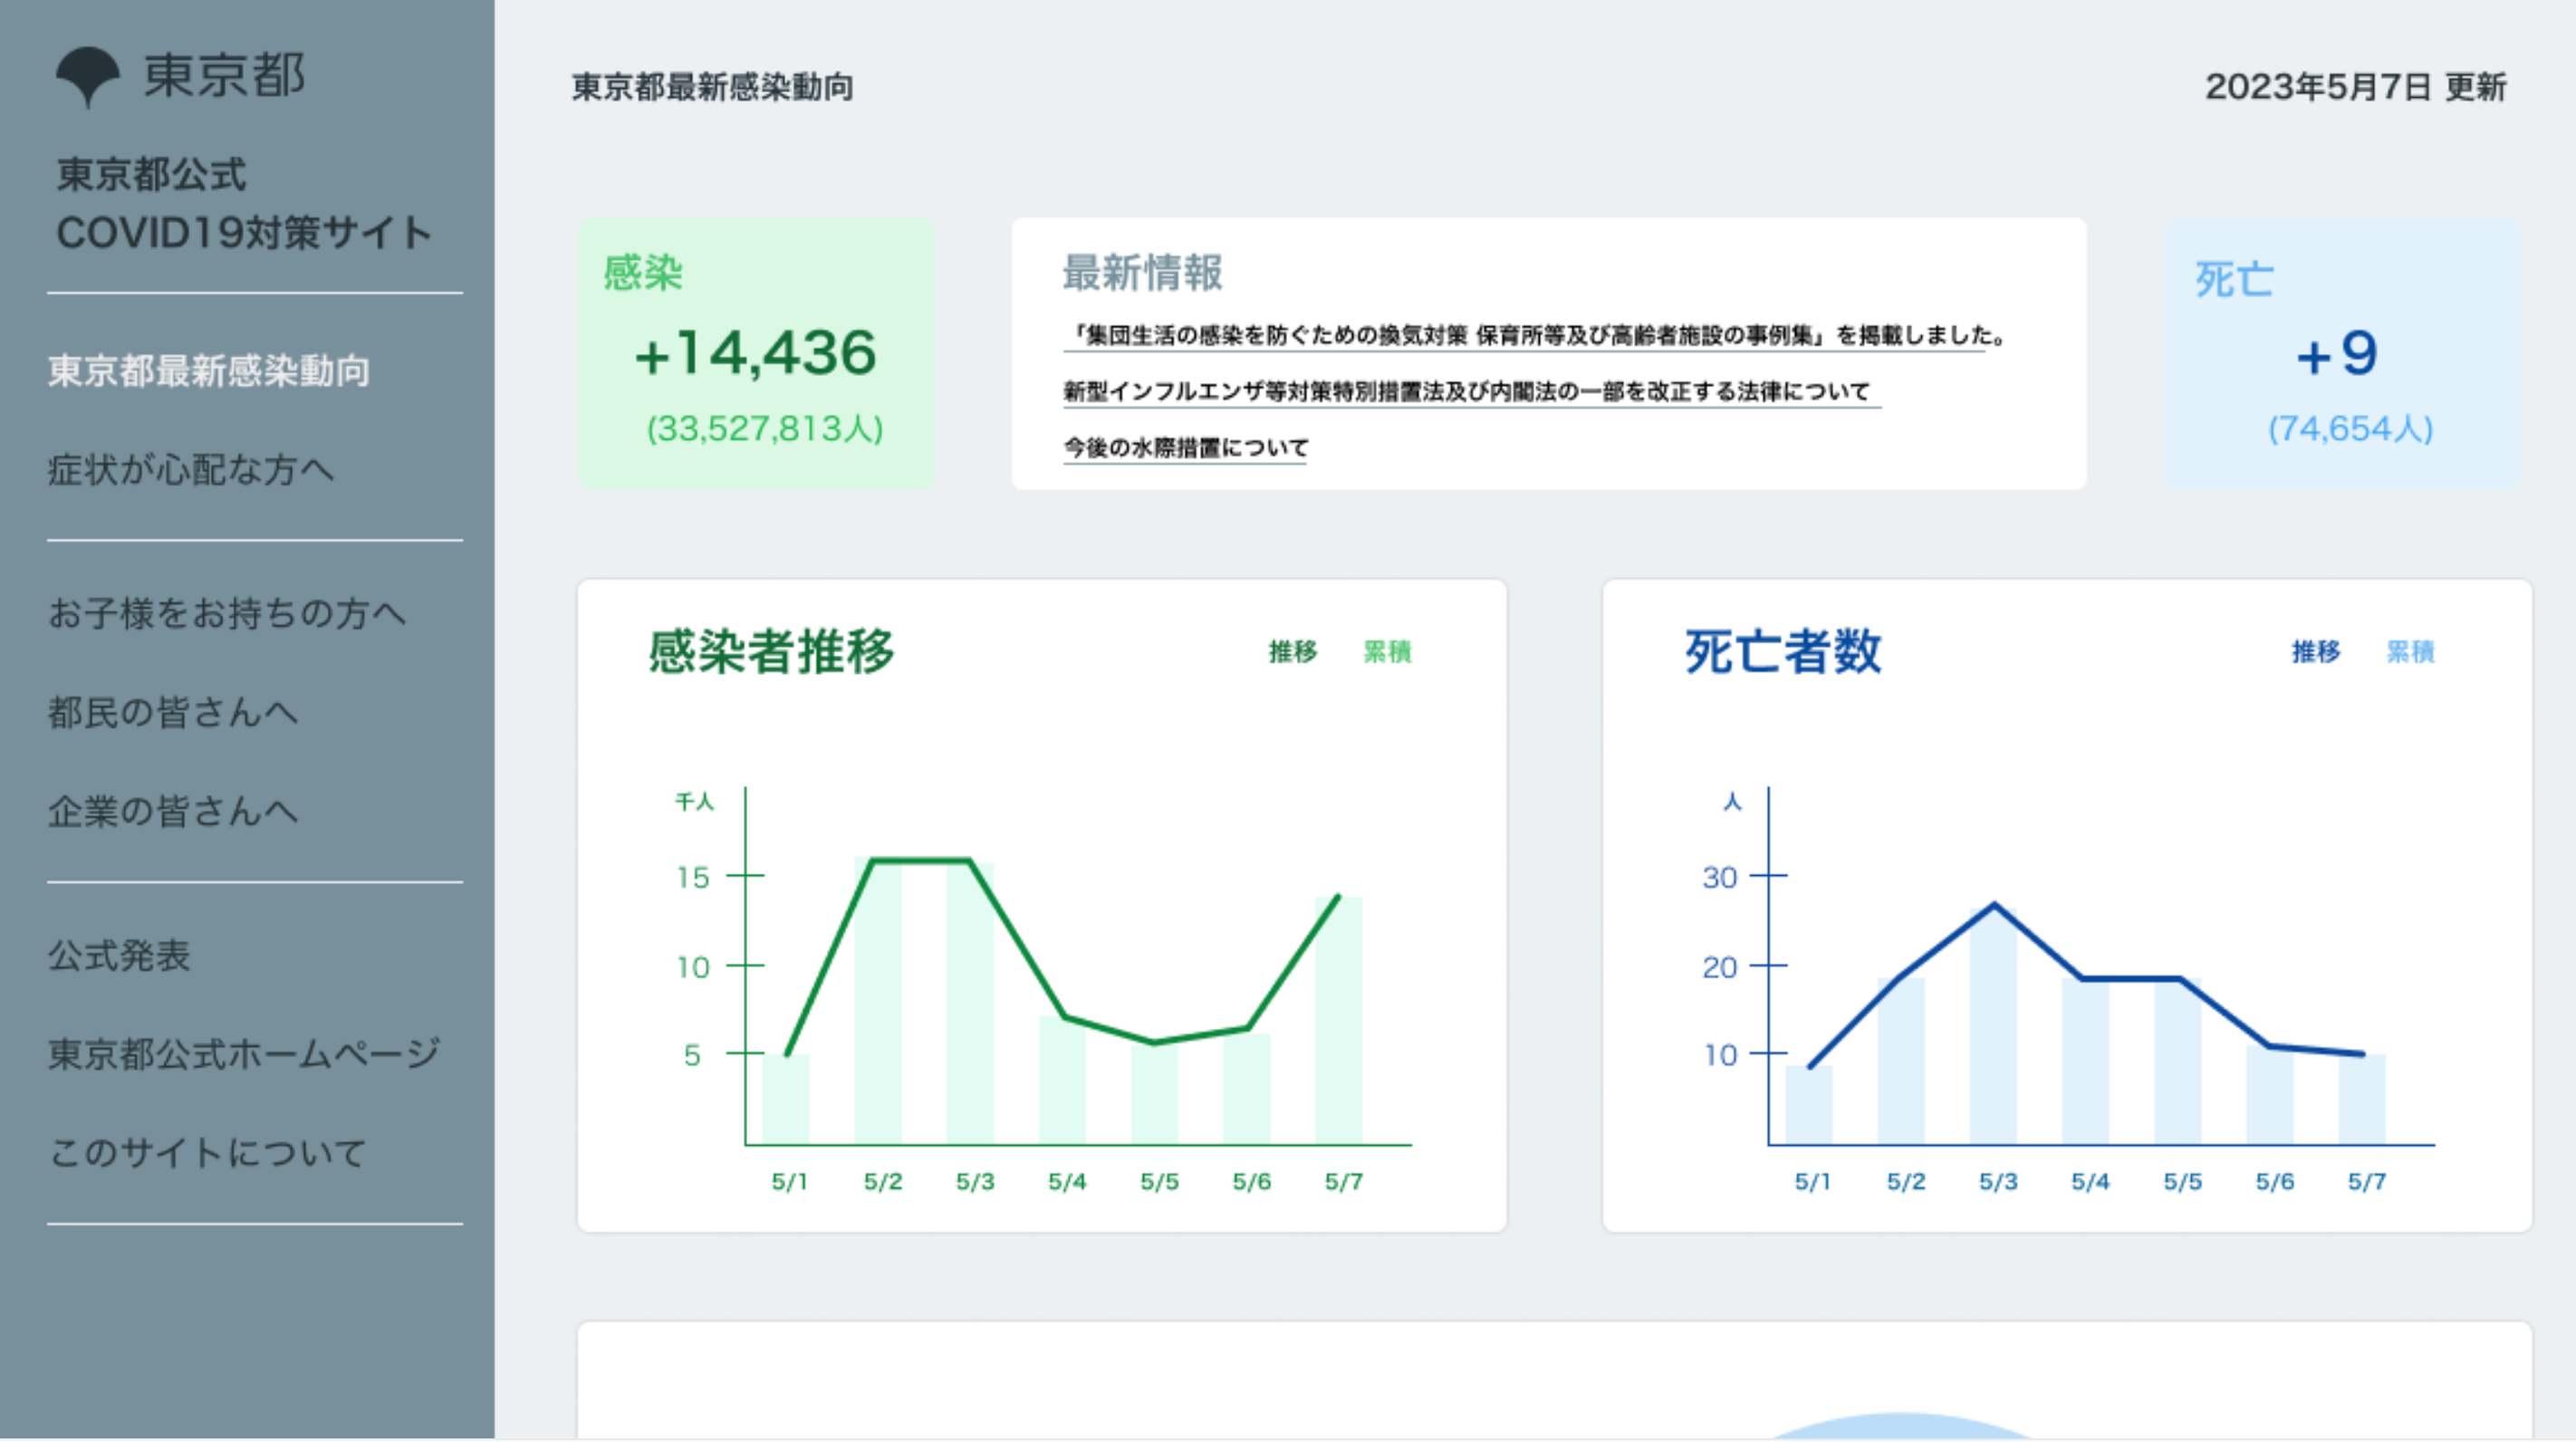 東京都
東京都公式
COVID19対策サイト
東京都最新感染動向
症状が心配な方へ
お子様をお持ちの方へ
都民の皆さんへ
企業の皆さんへ
公式発表
東京都公式ホームページ
このサイトについて
東京都最新感染動向
2023年5月7日 更新
感染
+14,436
(33,527,813人)
最新情報
「集団生活の感染を防ぐための換気対策 保育所等及び高齢者施設の事例集」を掲載しました。
新型インフルエンザ等対策特別措置法及び内閣法の一部を改正する法律について
今後の水際措置について
死亡
+9
(74,654人)
感染者推移
推移 累積
千人
15
10
5
5/1 5/2 5/3 5/4 5/5 5/6 5/7
死亡者数
推移 累積
人
30
20
10
5/1 5/2 5/3 5/4 5/5 5/6 5/7